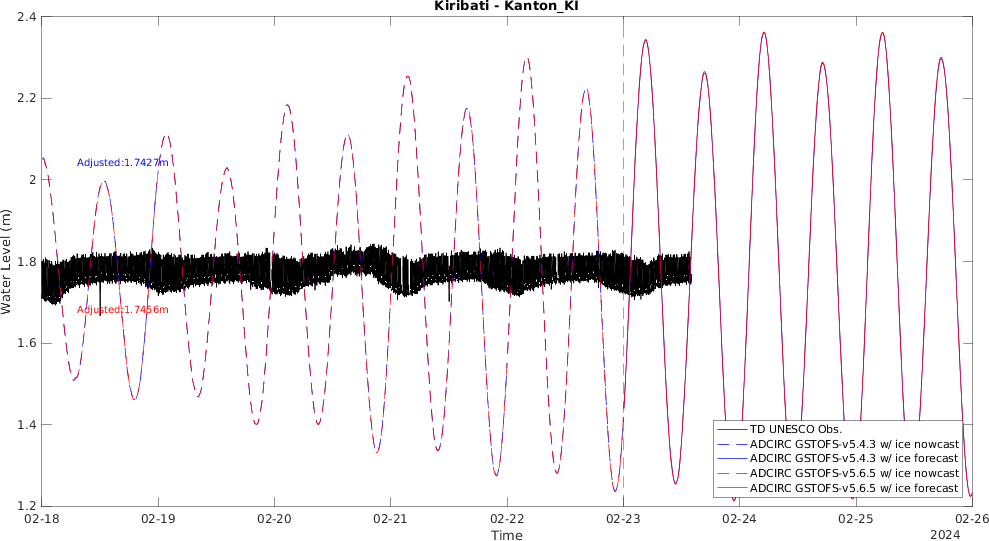 Kiribati - Kanton_KI
2.4
2.2
2
1.8
1.6
1.4
1.2
Water Level (m)
Adjusted:1.7427m
Adjusted:1.7456m
TD UNESCO Obs.
ADCIRC GSTOFS-v5.4.3 w/ ice nowcast
ADCIRC GSTOFS-v5.4.3 w/ ice forecast
ADCIRC GSTOFS-v5.6.5 w/ ice nowcast
ADCIRC GSTOFS-v5.6.5 w/ ice forecast
02-18 02-19 02-20 02-21 02-22 02-23 02-24 02-25 02-26
Time
2024